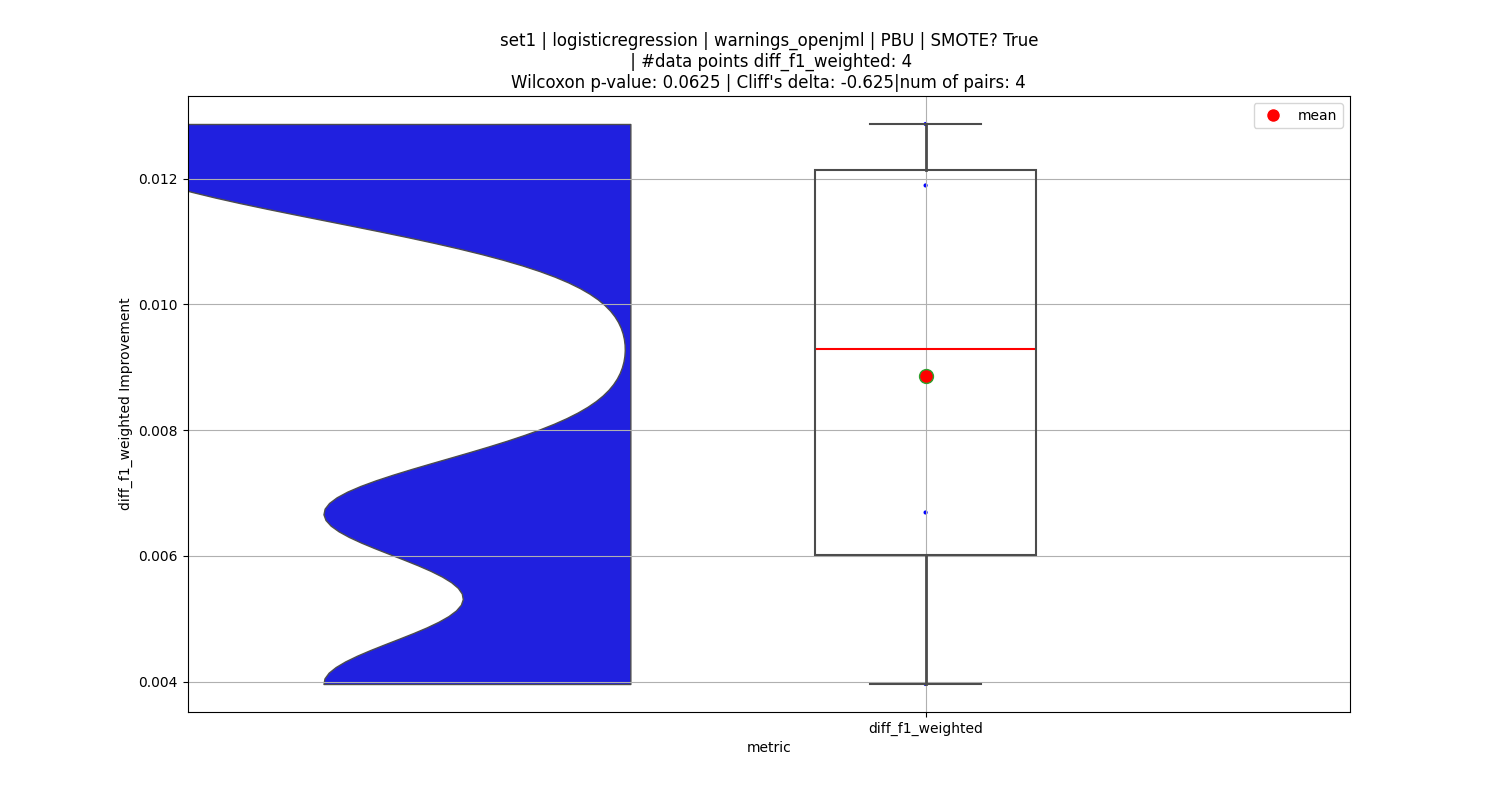 set1 | logisticregression | warnings_openjml | PBU | SMOTE? True
| #data points diff_f1_weighted: 4
Wilcoxon p-value: 0.0625 | Cliff's delta: -0.625|num of pairs: 4
mean
0.012
0.010
0.008
0.006
0.004
diff_f1_weighted Improvement
diff_f1_weighted
metric